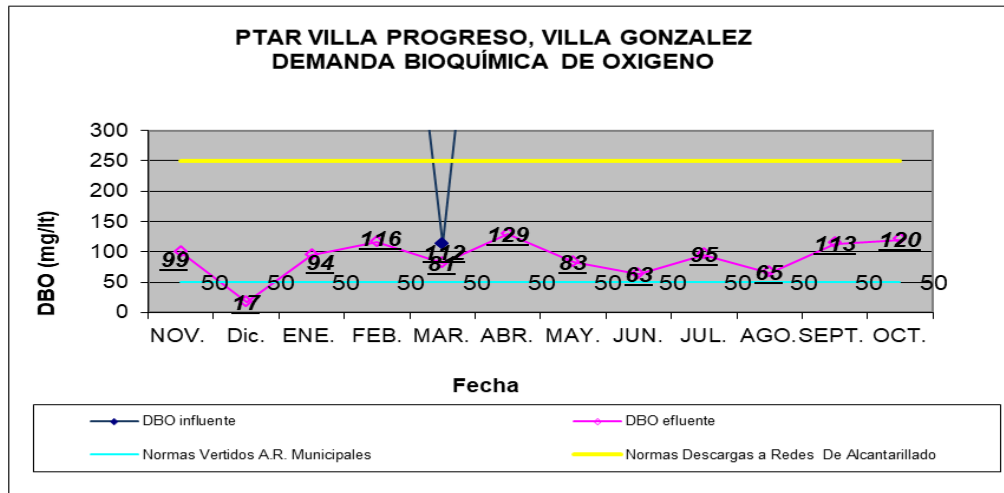 PTAR VILLA PROGRESO, VILLA GONZALEZ
DEMANDA BIOQUÍMICA DE OXIGENO
DBO (mg/lt)
300
250
200
150
100
50
0
99 17 94 116 112 81 129 83 63 95 65 113 120
50 50 50 50 50 50 50 50 50 50 50 50
NOV. Dic. ENE. FEB. MAR. ABR. MAY. JUN. JUL. AGO. SEPT. OCT.
Fecha
DBO influente
DBO efluente
Normas Vertidos A.R. Municipales
Normas Descargas a Redes De Alcantarillado